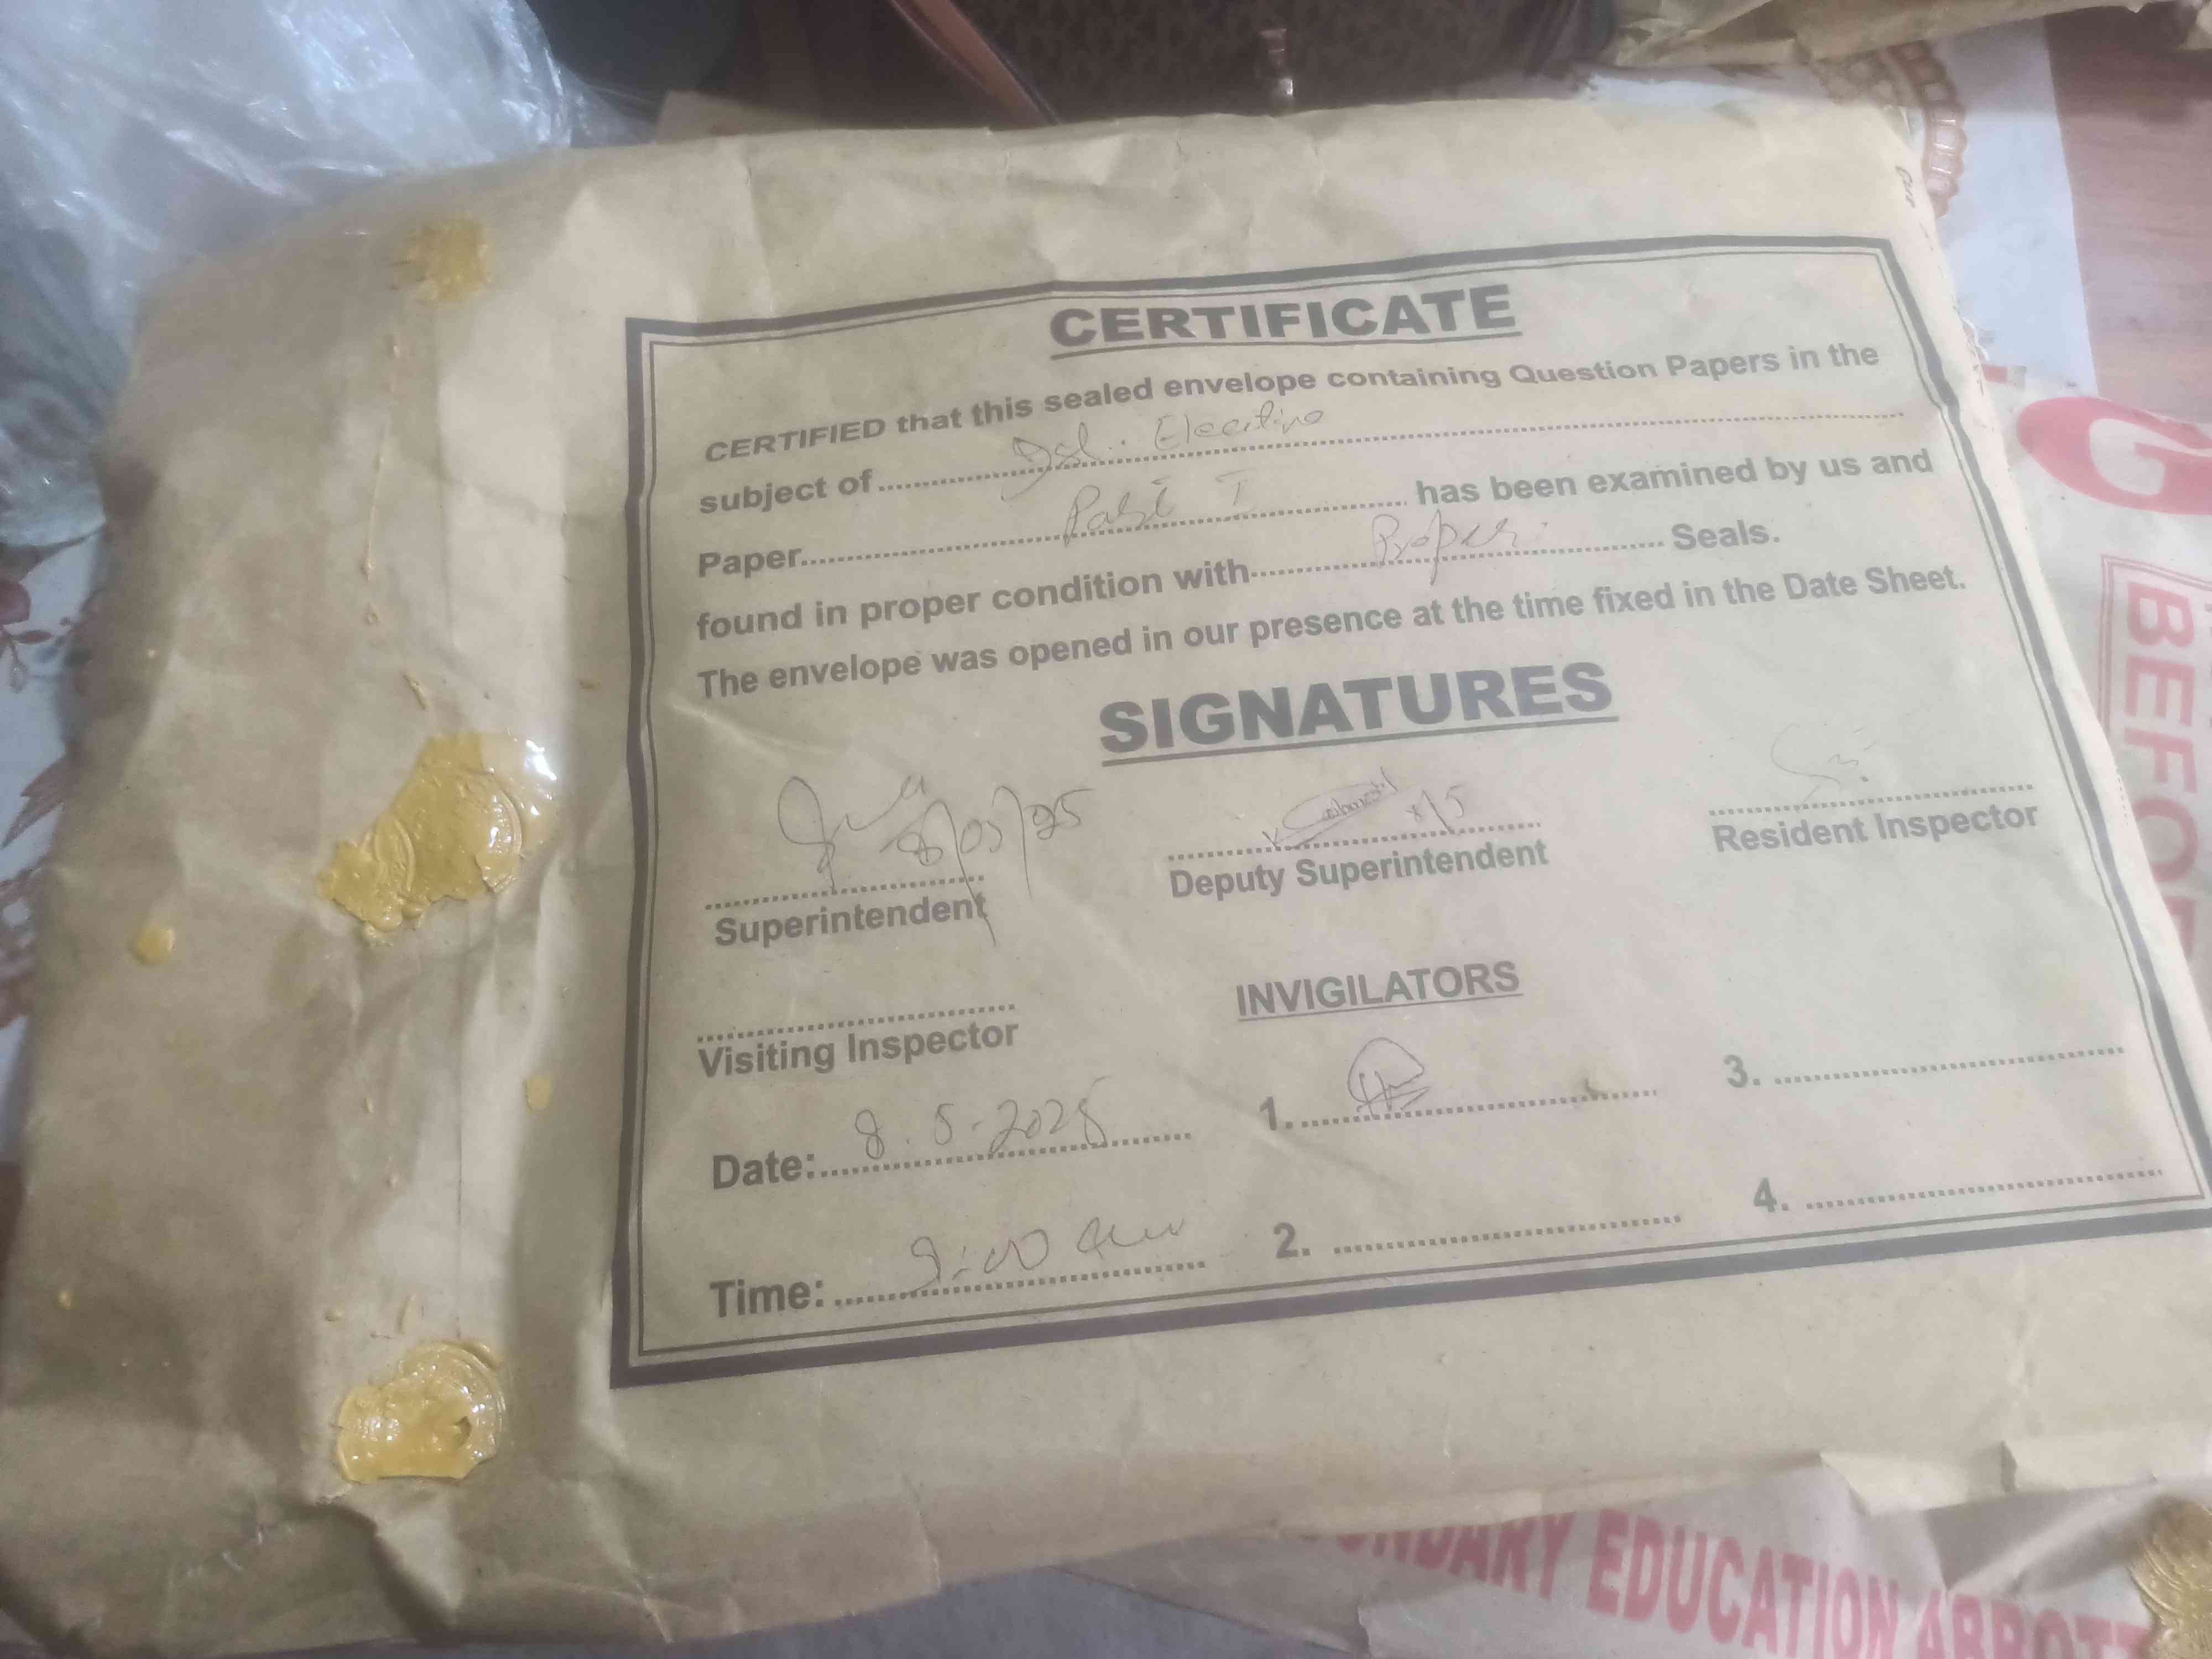 CERTIFICATE
CERTIFIED that this sealed envelope containing Question Papers in the
subject of Isl. Elective
Paper Part I has been examined by us and
found in proper condition with Proper Seals.
The envelope was opened in our presence at the time fixed in the Date Sheet.
SIGNATURES
8/05/25
8/5
Superintendent
Deputy Superintendent
Resident Inspector
Visiting Inspector
INVIGILATORS
Date: 8.5.2025
1.
3.
Time: 9:00 am
2.
4.
G
BEFOR
ONDARY EDUCATION ABBOTT